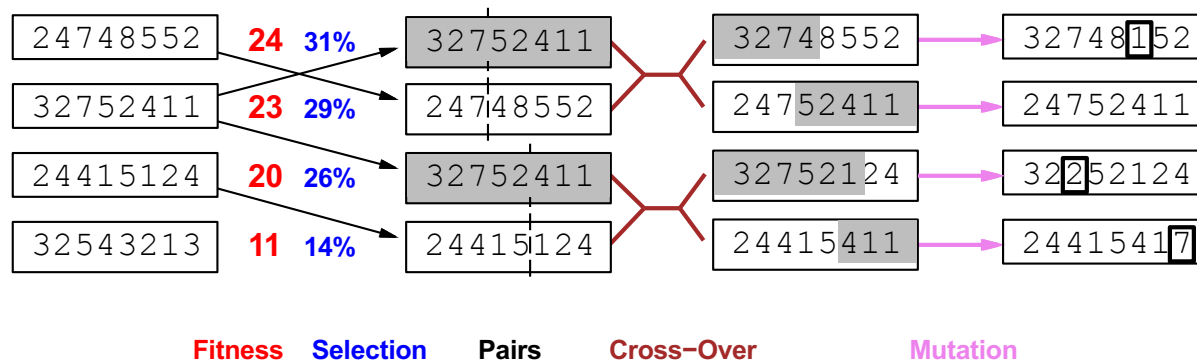 24748552 24 31% 32752411 32748552 32748152
32752411 23 29% 24748552 24752411 24752411
24415124 20 26% 32752411 32752124 32252124
32543213 11 14% 24415124 24415411 24415417
Fitness Selection Pairs Cross−Over Mutation